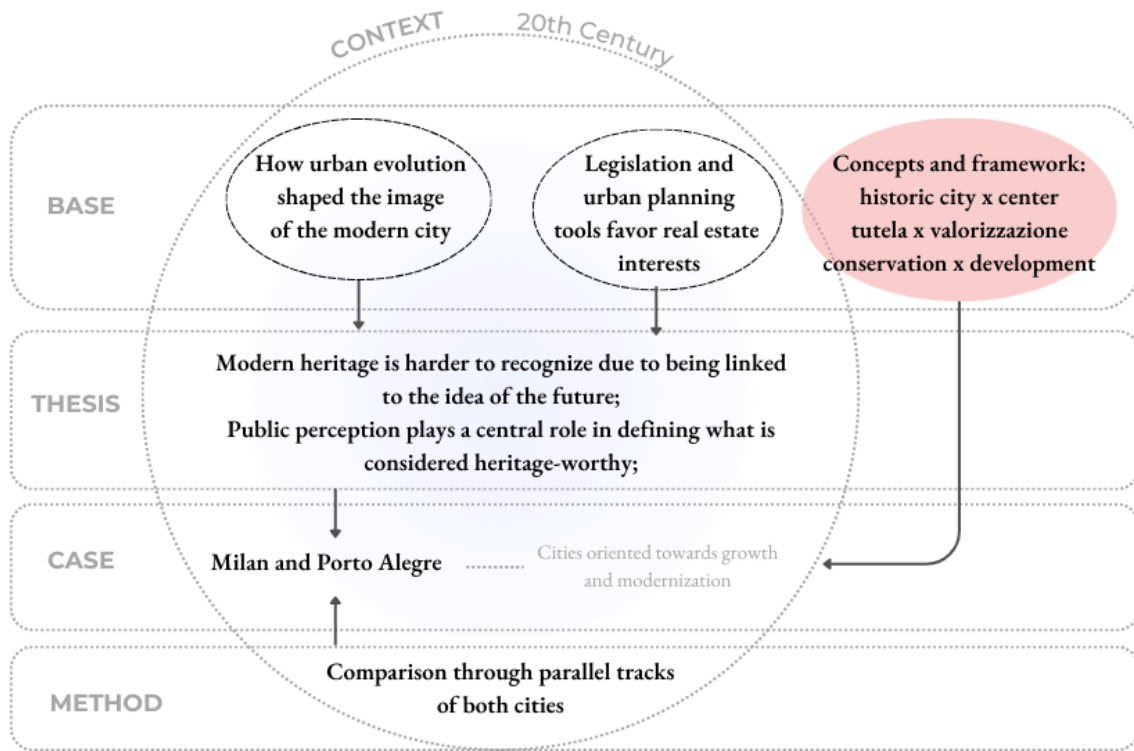 CONTEXT 20th Century
BASE
How urban evolution
shaped the image
of the modern city
Legislation and
urban planning
tools favor real estate
interests
Concepts and framework:
historic city x center
tutela x valorizzazione
conservation x development
THESIS
Modern heritage is harder to recognize due to being linked
to the idea of the future;
Public perception plays a central role in defining what is
considered heritage-worthy;
CASE
Milan and Porto Alegre
Cities oriented towards growth
and modernization
METHOD
Comparison through parallel tracks
of both cities